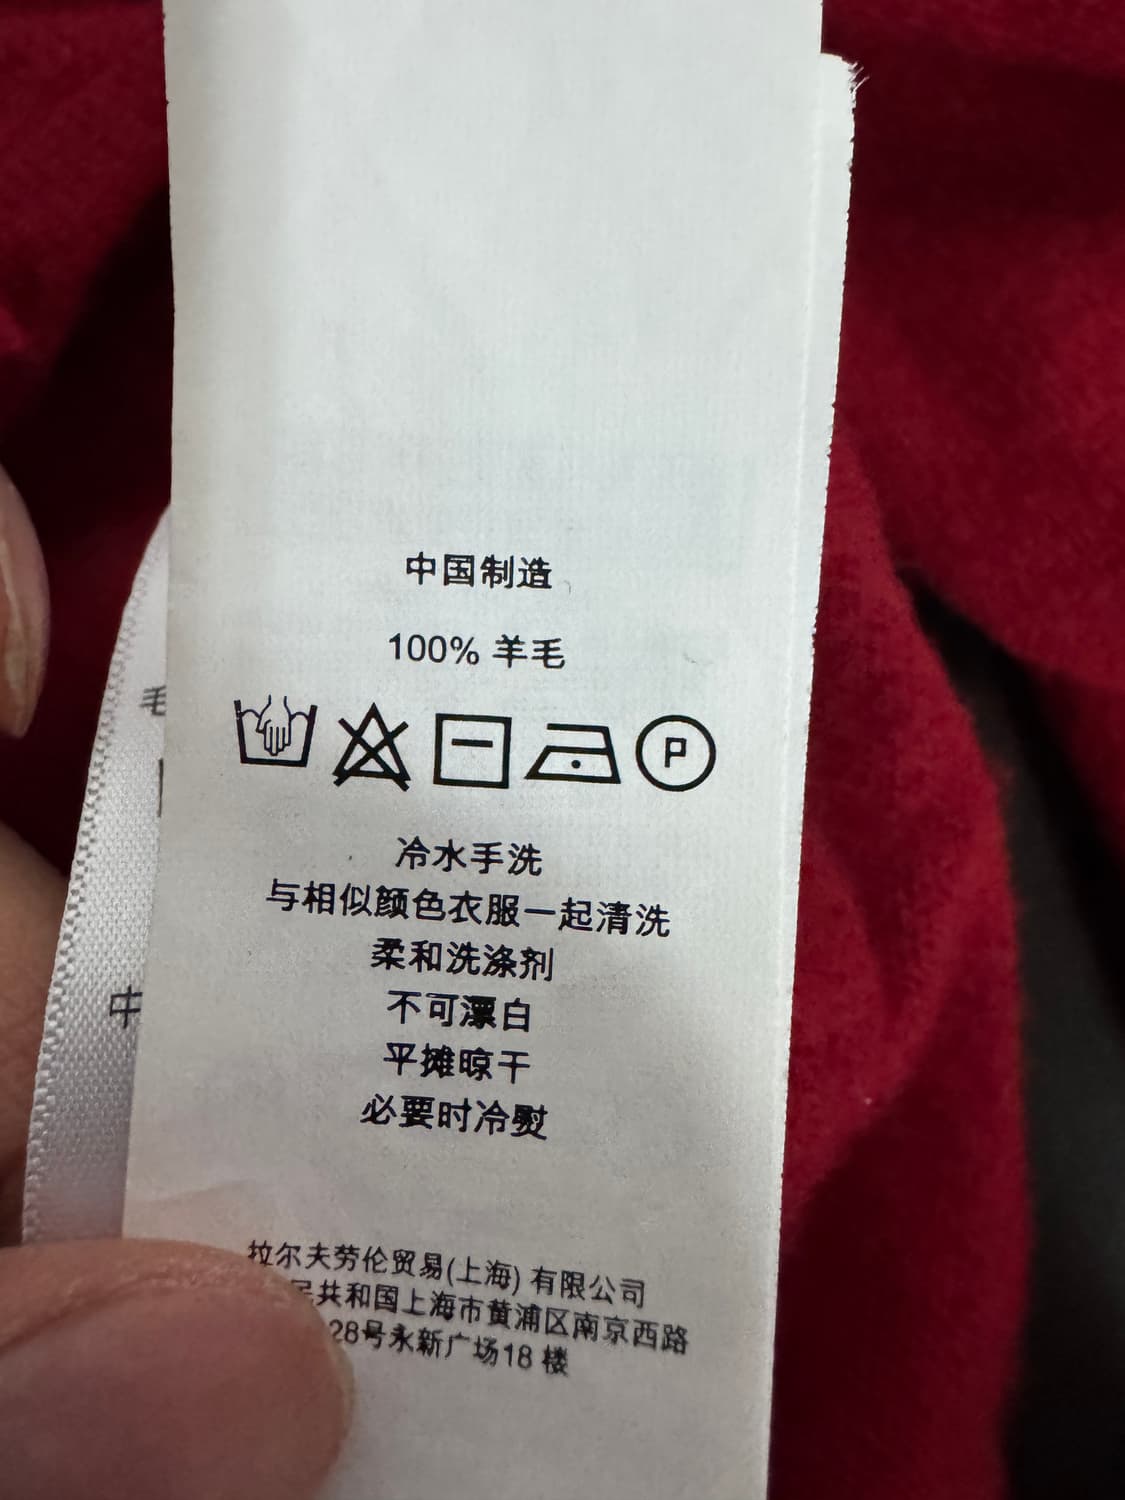 中国制造
100% 羊毛
P
冷水手洗
与相似颜色衣服一起清洗
柔和洗涤剂
不可漂白
平摊晾干
必要时冷熨
拉尔夫劳伦贸易(上海) 有限公司
民共和国上海市黄浦区南京西路
28号永新广场18 楼
毛
中